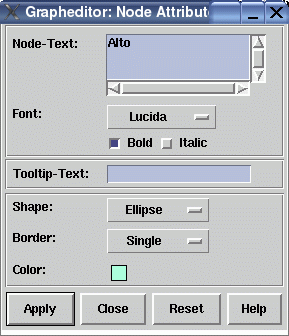 Grapheditor: Node Attribut
Node-Text:
Alto
Font:
Lucida
Bold Italic
Tooltip-Text:
Shape:
Ellipse
Border:
Single
Color:
Apply Close Reset Help